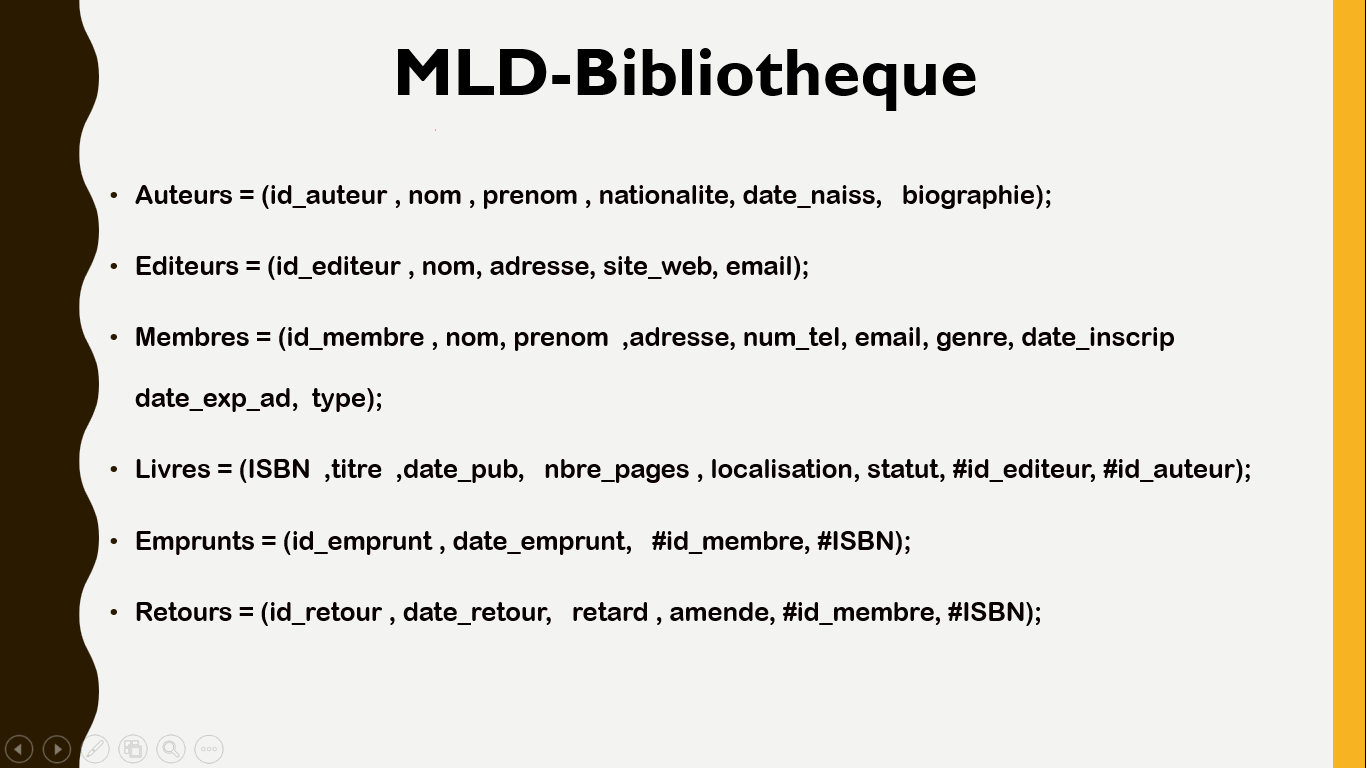 MLD-Bibliotheque
• Auteurs = (id_auteur , nom , prenom , nationalite, date_naiss, biographie);
• Editeurs = (id_editeur , nom, adresse, site_web, email);
• Membres = (id_membre , nom, prenom ,adresse, num_tel, email, genre, date_inscrip
date_exp_ad, type);
• Livres = (ISBN ,titre ,date_pub, nbre_pages , localisation, statut, #id_editeur, #id_auteur);
• Emprunts = (id_emprunt , date_emprunt, #id_membre, #ISBN);
• Retours = (id_retour , date_retour, retard , amende, #id_membre, #ISBN);